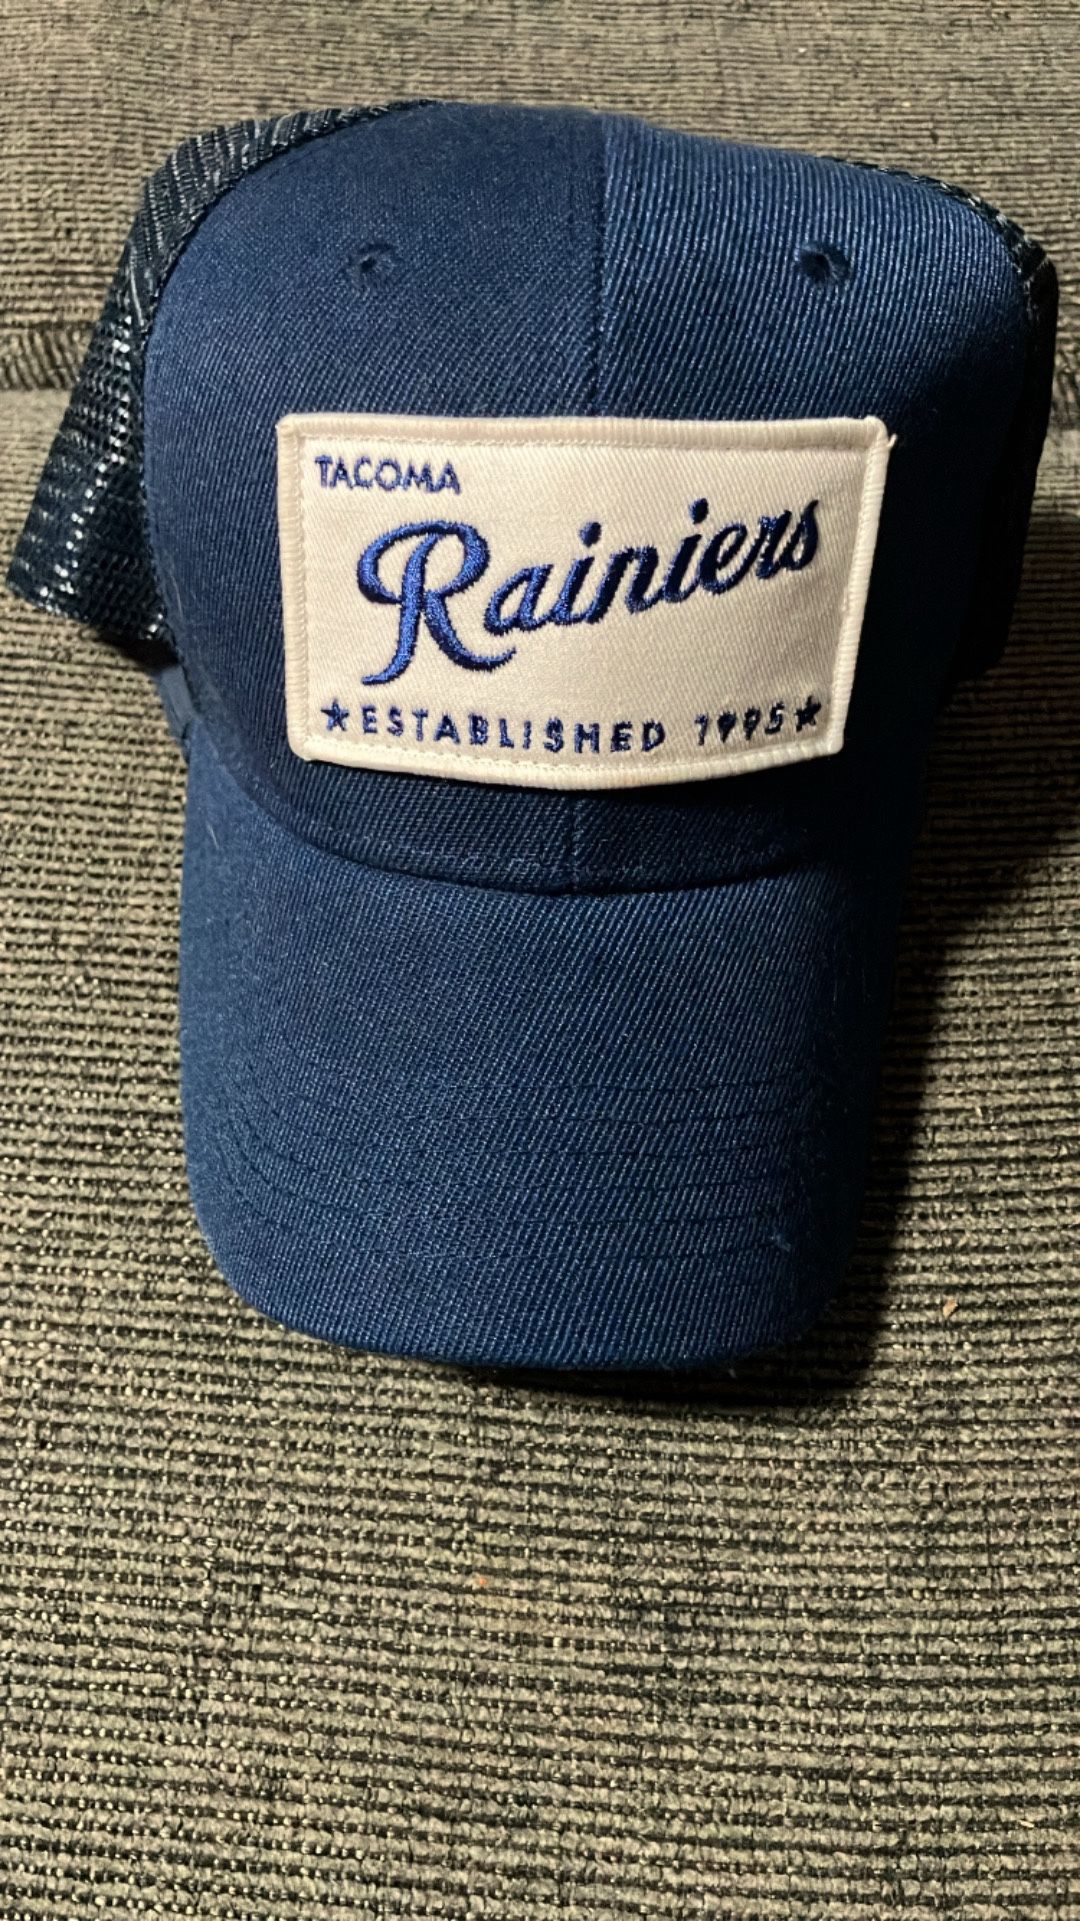 TACOMA
Rainiers
★ESTABLISHED 1995★